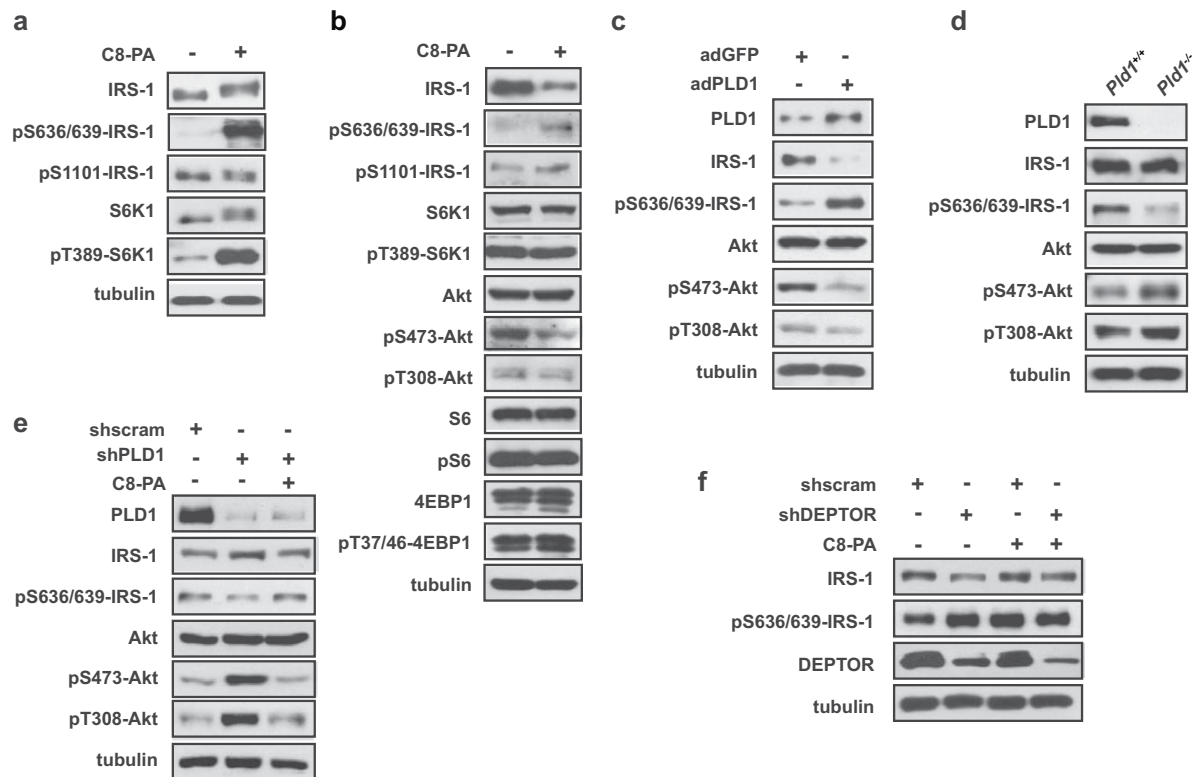 a
C8-PA - +
IRS-1
pS636/639-IRS-1
pS1101-IRS-1
S6K1
pT389-S6K1
tubulin
b
C8-PA - +
IRS-1
pS636/639-IRS-1
pS1101-IRS-1
S6K1
pT389-S6K1
Akt
pS473-Akt
pT308-Akt
S6
pS6
4EBP1
pT37/46-4EBP1
tubulin
c
adGFP + -
adPLD1 - +
PLD1
IRS-1
pS636/639-IRS-1
Akt
pS473-Akt
pT308-Akt
tubulin
d
Pld1+/+ Pld1-/-
PLD1
IRS-1
pS636/639-IRS-1
Akt
pS473-Akt
pT308-Akt
tubulin
e
shscram + - -
shPLD1 - + +
C8-PA - - +
PLD1
IRS-1
pS636/639-IRS-1
Akt
pS473-Akt
pT308-Akt
tubulin
f
shscram + - + -
shDEPTOR - + - +
C8-PA - - + +
IRS-1
pS636/639-IRS-1
DEPTOR
tubulin